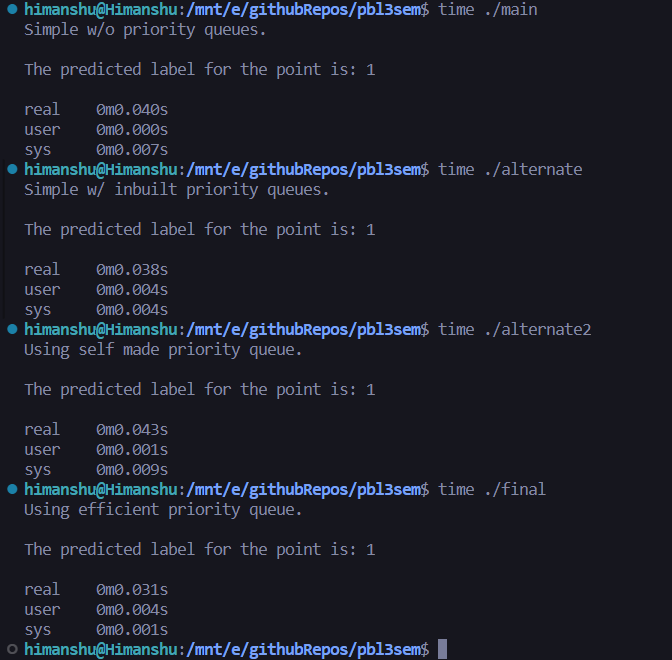 himanshu@Himanshu:/mnt/e/githubRepos/pbl3sem$ time ./main
Simple w/o priority queues.
The predicted label for the point is: 1
real    0m0.040s
user    0m0.000s
sys     0m0.007s
himanshu@Himanshu:/mnt/e/githubRepos/pbl3sem$ time ./alternate
Simple w/ inbuilt priority queues.
The predicted label for the point is: 1
real    0m0.038s
user    0m0.004s
sys     0m0.004s
himanshu@Himanshu:/mnt/e/githubRepos/pbl3sem$ time ./alternate2
Using self made priority queue.
The predicted label for the point is: 1
real    0m0.043s
user    0m0.001s
sys     0m0.009s
himanshu@Himanshu:/mnt/e/githubRepos/pbl3sem$ time ./final
Using efficient priority queue.
The predicted label for the point is: 1
real    0m0.031s
user    0m0.004s
sys     0m0.001s
himanshu@Himanshu:/mnt/e/githubRepos/pbl3sem$